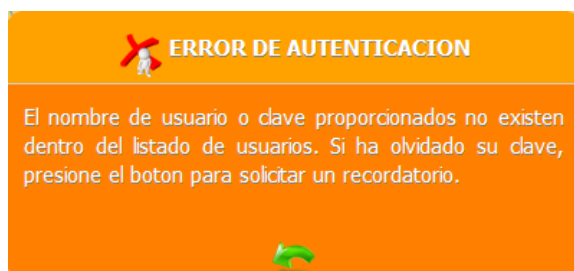 ERROR DE AUTENTICACION
El nombre de usuario o clave proporcionados no existen
dentro del listado de usuarios. Si ha olvidado su clave,
presione el boton para solicitar un recordatorio.